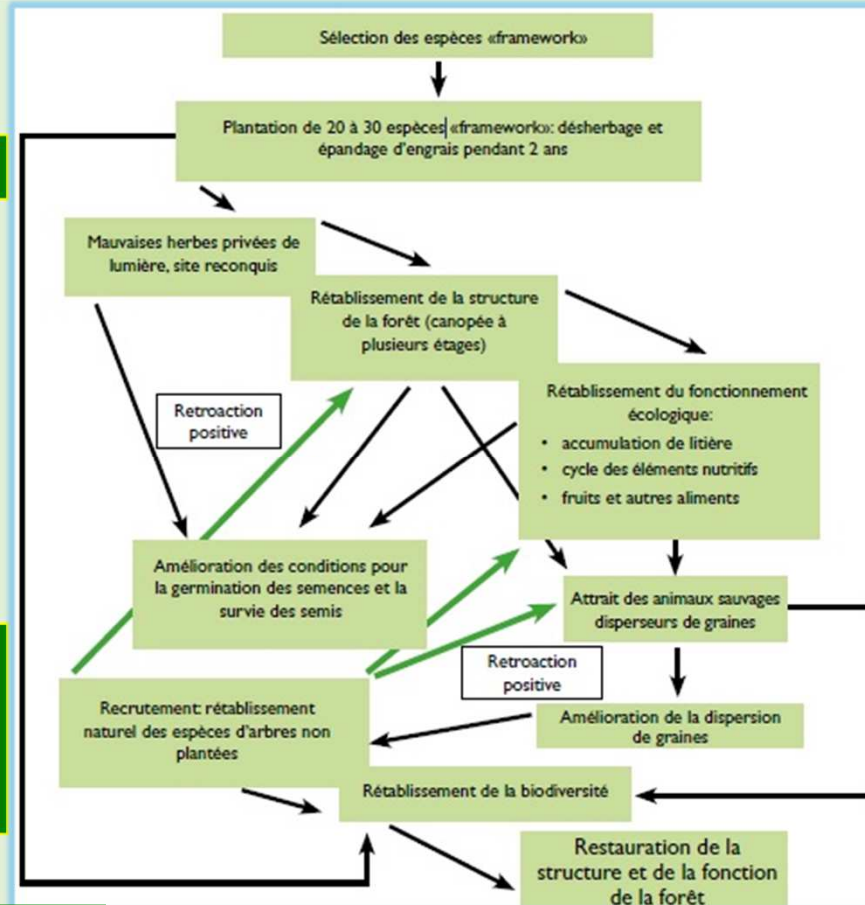 Sélection des espèces «framework»
Plantation de 20 à 30 espèces «framework»: désherbage et
épandage d'engrais pendant 2 ans
Mauvaises herbes privées de
lumière, site reconquis
Rétablissement de la structure
de la forêt (canopée à
plusieurs étages)
Retroaction
positive
Rétablissement du fonctionnement
écologique:
• accumulation de litière
• cycle des éléments nutritifs
• fruits et autres aliments
Amélioration des conditions pour
la germination des semences et la
survie des semis
Attrait des animaux sauvages
disperseurs de graines
Retroaction
positive
Recrutement: rétablissement
naturel des espèces d'arbres non
plantées
Amélioration de la dispersion
de graines
Rétablissement de la biodiversité
Restauration de la
structure et de la fonction
de la forêt